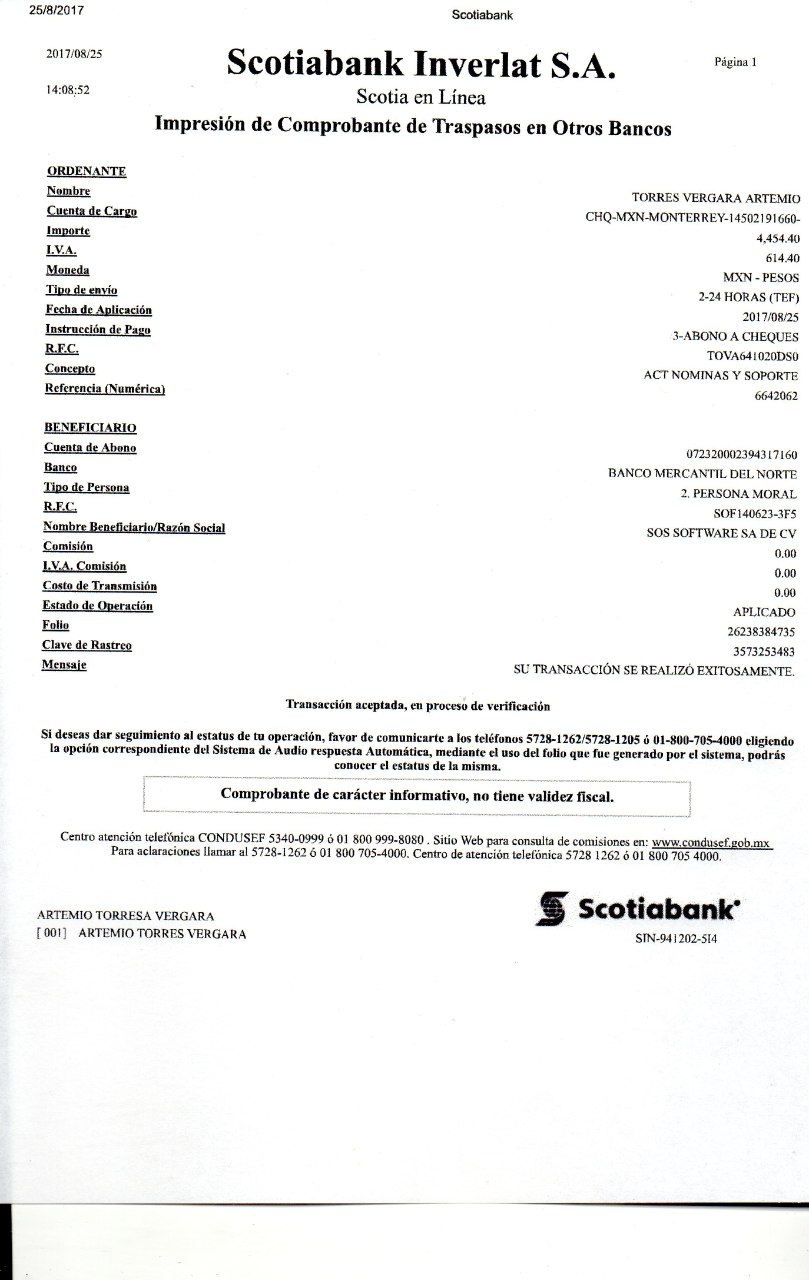 25/8/2017
Scotiabank
2017/08/25
Scotiabank Inverlat S.A.
Página 1
14:08:52
Scotia en Línea
Impresión de Comprobante de Traspasos en Otros Bancos
ORDENANTE
Nombre TORRES VERGARA ARTEMIO
Cuenta de Cargo CHQ-MXN-MONTERREY-14502191660-
Importe 4,454.40
I.V.A. 614.40
Moneda MXN - PESOS
Tipo de envío 2-24 HORAS (TEF)
Fecha de Aplicación 2017/08/25
Instrucción de Pago 3-ABONO A CHEQUES
R.F.C. TOVA641020DS0
Concepto ACT NOMINAS Y SOPORTE
Referencia (Numérica) 6642062
BENEFICIARIO
Cuenta de Abono 072320002394317160
Banco BANCO MERCANTIL DEL NORTE
Tipo de Persona 2. PERSONA MORAL
R.F.C. SOF140623-3F5
Nombre Beneficiario/Razón Social SOS SOFTWARE SA DE CV
Comisión 0.00
I.V.A. Comisión 0.00
Costo de Transmisión 0.00
Estado de Operación APLICADO
Folio 26238384735
Clave de Rastreo 3573253483
Mensaje SU TRANSACCIÓN SE REALIZÓ EXITOSAMENTE.
Transacción aceptada, en proceso de verificación
Si deseas dar seguimiento al estatus de tu operación, favor de comunicarte a los teléfonos 5728-1262/5728-1205 ó 01-800-705-4000 eligiendo
la opción correspondiente del Sistema de Audio respuesta Automática, mediante el uso del folio que fue generado por el sistema, podrás
conocer el estatus de la misma.
Comprobante de carácter informativo, no tiene validez fiscal.
Centro atención telefónica CONDUSEF 5340-0999 ó 01 800 999-8080 . Sitio Web para consulta de comisiones en: www.condusef.gob.mx
Para aclaraciones llamar al 5728-1262 ó 01 800 705-4000. Centro de atención telefónica 5728 1262 ó 01 800 705 4000.
ARTEMIO TORRESA VERGARA
[ 001] ARTEMIO TORRES VERGARA
Scotiabank
SIN-941202-5I4